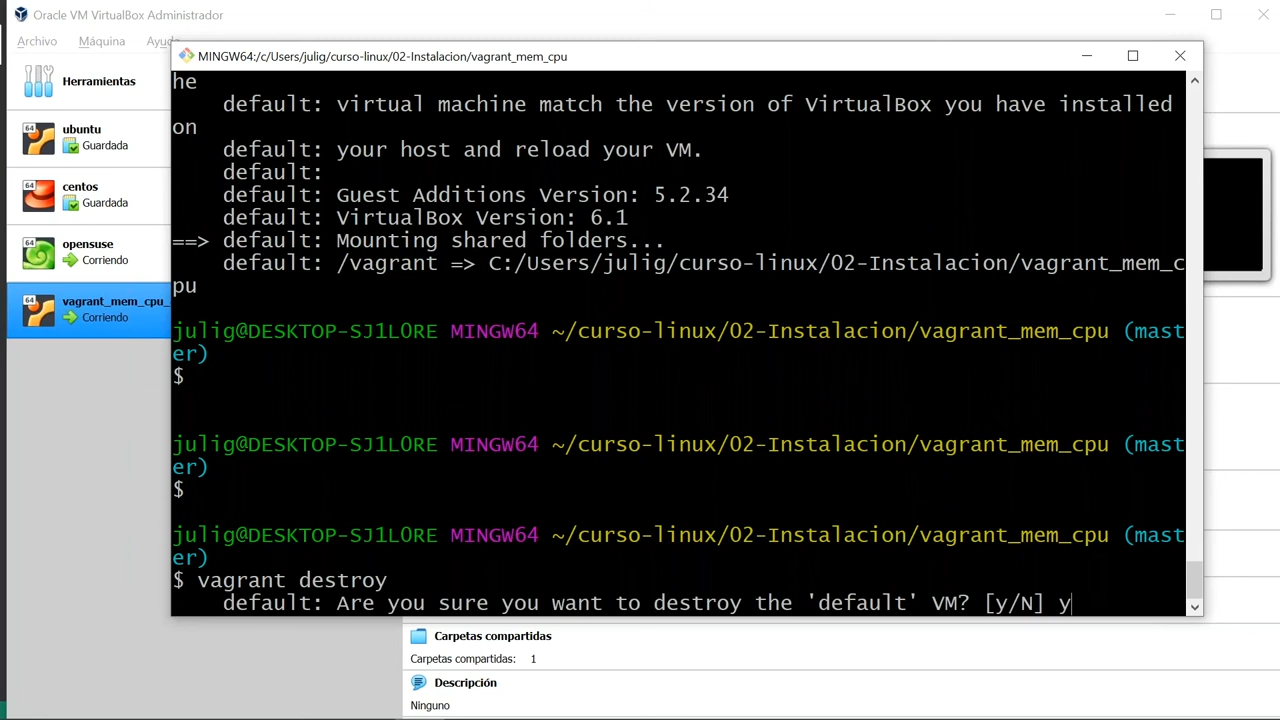 Oracle VM VirtualBox Administrador
Archivo Máquina Ayuda
MINGW64:/c/Users/julig/curso-linux/02-Instalacion/vagrant_mem_cpu
Herramientas
64
ubuntu
Guardada
64
centos
Guardada
64
opensuse
Corriendo
64
vagrant_mem_cpu_
Corriendo
he
default: virtual machine match the version of VirtualBox you have installed
on
default: your host and reload your VM.
default:
default: Guest Additions Version: 5.2.34
default: VirtualBox Version: 6.1
==> default: Mounting shared folders...
default: /vagrant => C:/Users/julig/curso-linux/02-Instalacion/vagrant_mem_c
pu
julig@DESKTOP-SJ1LORE MINGW64 ~/curso-linux/02-Instalacion/vagrant_mem_cpu (mast
er)
$
julig@DESKTOP-SJ1LORE MINGW64 ~/curso-linux/02-Instalacion/vagrant_mem_cpu (mast
er)
$
julig@DESKTOP-SJ1LORE MINGW64 ~/curso-linux/02-Instalacion/vagrant_mem_cpu (mast
er)
$ vagrant destroy
default: Are you sure you want to destroy the 'default' VM? [y/N] y
Carpetas compartidas
Carpetas compartidas: 1
Descripción
Ninguno